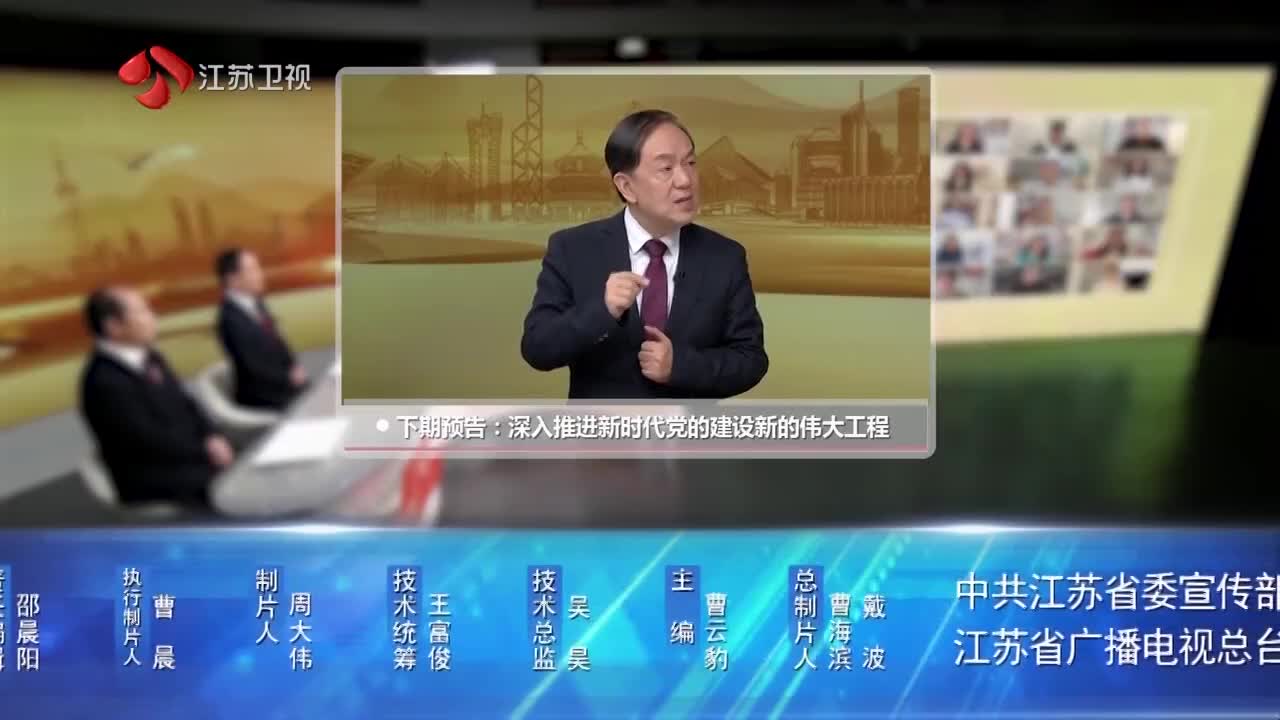 江苏卫视
下期预告：深入推进新时代党的建设新的伟大工程
邵晨阳
执行制片人
曹晨
制片人
周大伟
技术统筹
王富俊
技术总监
吴昊
主编
曹云豹
总制片人
曹海滨
戴波
中共江苏省委宣传部
江苏省广播电视总台